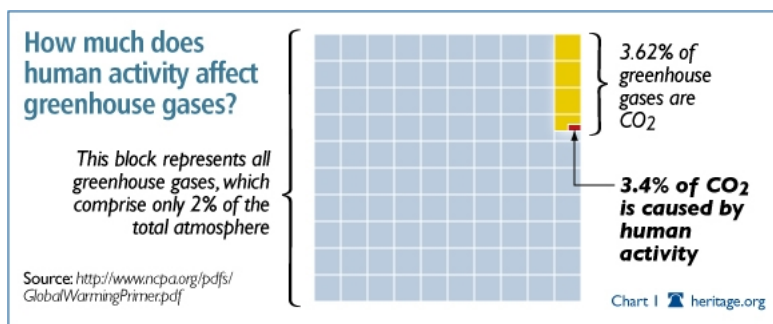 How much does
human activity affect
greenhouse gases?
This block represents all
greenhouse gases, which
comprise only 2% of the
total atmosphere
Source: http://www.ncpa.org/pdfs/
GlobalWarmingPrimer.pdf
3.62% of
greenhouse
gases are
CO2
3.4% of CO2
is caused by
human
activity
Chart 1 heritage.org